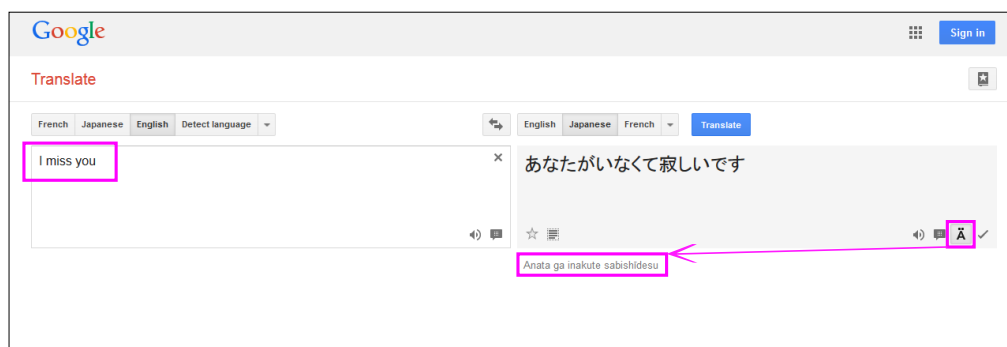 Google
Sign in
Translate
French Japanese English Detect language
English Japanese French Translate
I miss you
あなたがいなくて寂しいです
Ä
Anata ga inakute sabishīdesu